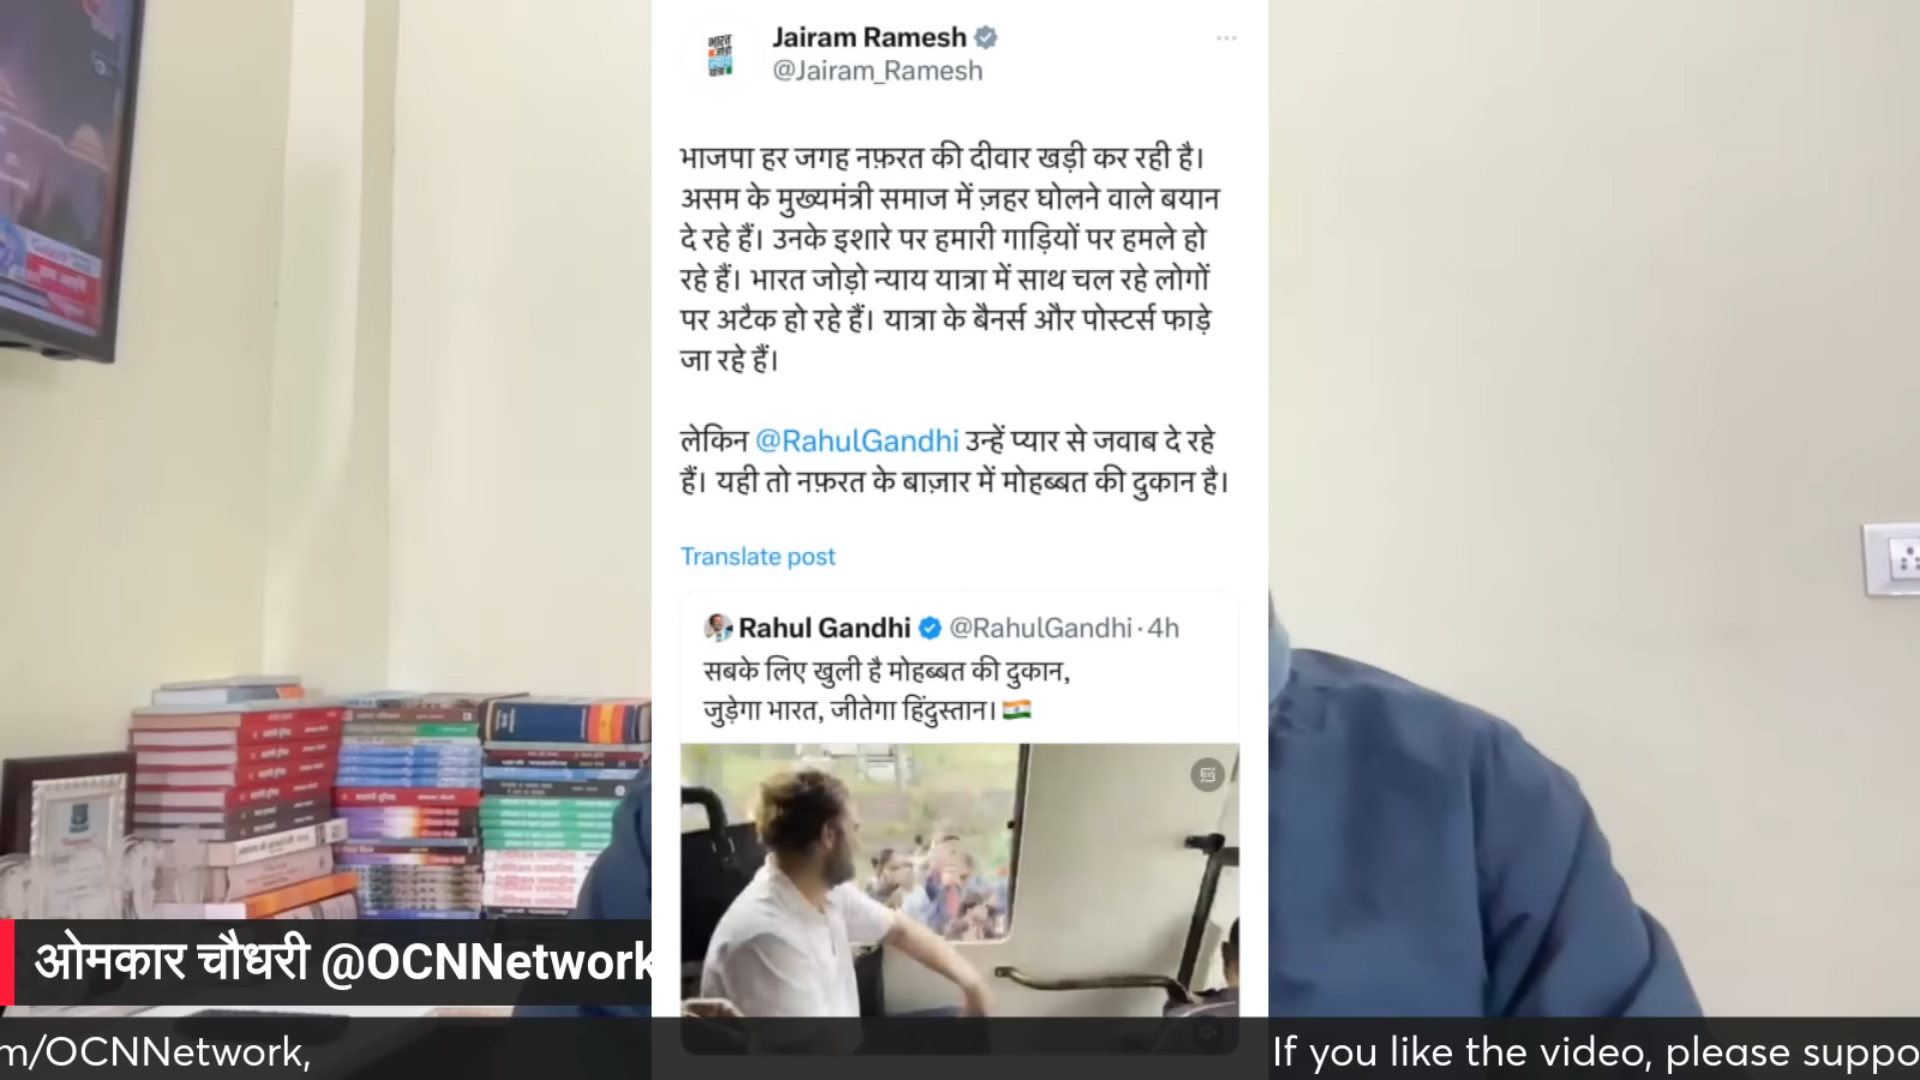 Jairam Ramesh
@Jairam_Ramesh
भाजपा हर जगह नफ़रत की दीवार खड़ी कर रही है।
असम के मुख्यमंत्री समाज में ज़हर घोलने वाले बयान
दे रहे हैं। उनके इशारे पर हमारी गाड़ियों पर हमले हो
रहे हैं। भारत जोड़ो न्याय यात्रा में साथ चल रहे लोगों
पर अटैक हो रहे हैं। यात्रा के बैनर्स और पोस्टर्स फाड़े
जा रहे हैं।
लेकिन @RahulGandhi उन्हें प्यार से जवाब दे रहे
हैं। यही तो नफ़रत के बाज़ार में मोहब्बत की दुकान है।
Translate post
Rahul Gandhi @RahulGandhi · 4h
सबके लिए खुली है मोहब्बत की दुकान,
जुड़ेगा भारत, जीतेगा हिंदुस्तान। 🇮🇳
ओमकार चौधरी @OCNNetwork
m/OCNNetwork,
If you like the video, please suppo